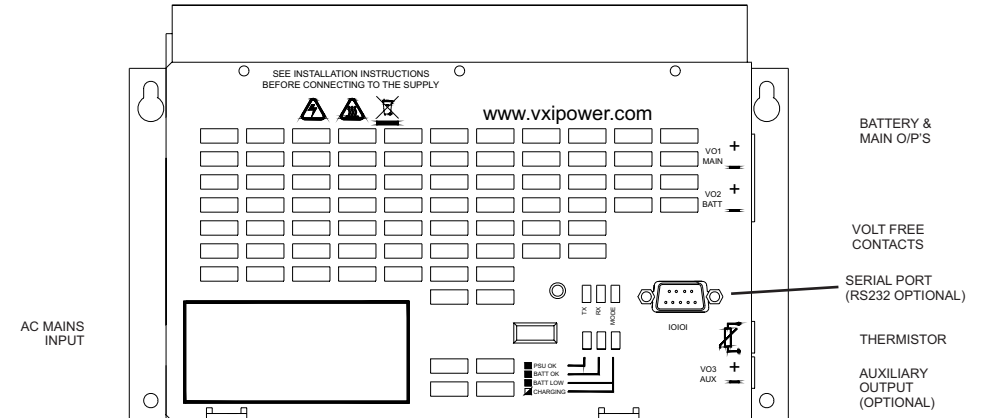 SEE INSTALLATION INSTRUCTIONS
BEFORE CONNECTING TO THE SUPPLY
www.vxipower.com
BATTERY &
MAIN O/P'S
VO1
MAIN
+
VO2
BATT
+
VOLT FREE
CONTACTS
SERIAL PORT
(RS232 OPTIONAL)
TX
RX
MODE
IOIOI
AC MAINS
INPUT
THERMISTOR
PSU OK
BATT OK
BATT LOW
CHARGING
VO3
AUX
+
AUXILIARY
OUTPUT
(OPTIONAL)